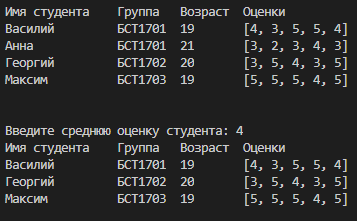 Имя студента Группа Возраст Оценки
Василий БСТ1701 19 [4, 3, 5, 5, 4]
Анна БСТ1701 21 [3, 2, 3, 4, 3]
Георгий БСТ1702 20 [3, 5, 4, 3, 5]
Максим БСТ1703 19 [5, 5, 5, 4, 5]
Введите среднюю оценку студента: 4
Имя студента Группа Возраст Оценки
Василий БСТ1701 19 [4, 3, 5, 5, 4]
Георгий БСТ1702 20 [3, 5, 4, 3, 5]
Максим БСТ1703 19 [5, 5, 5, 4, 5]